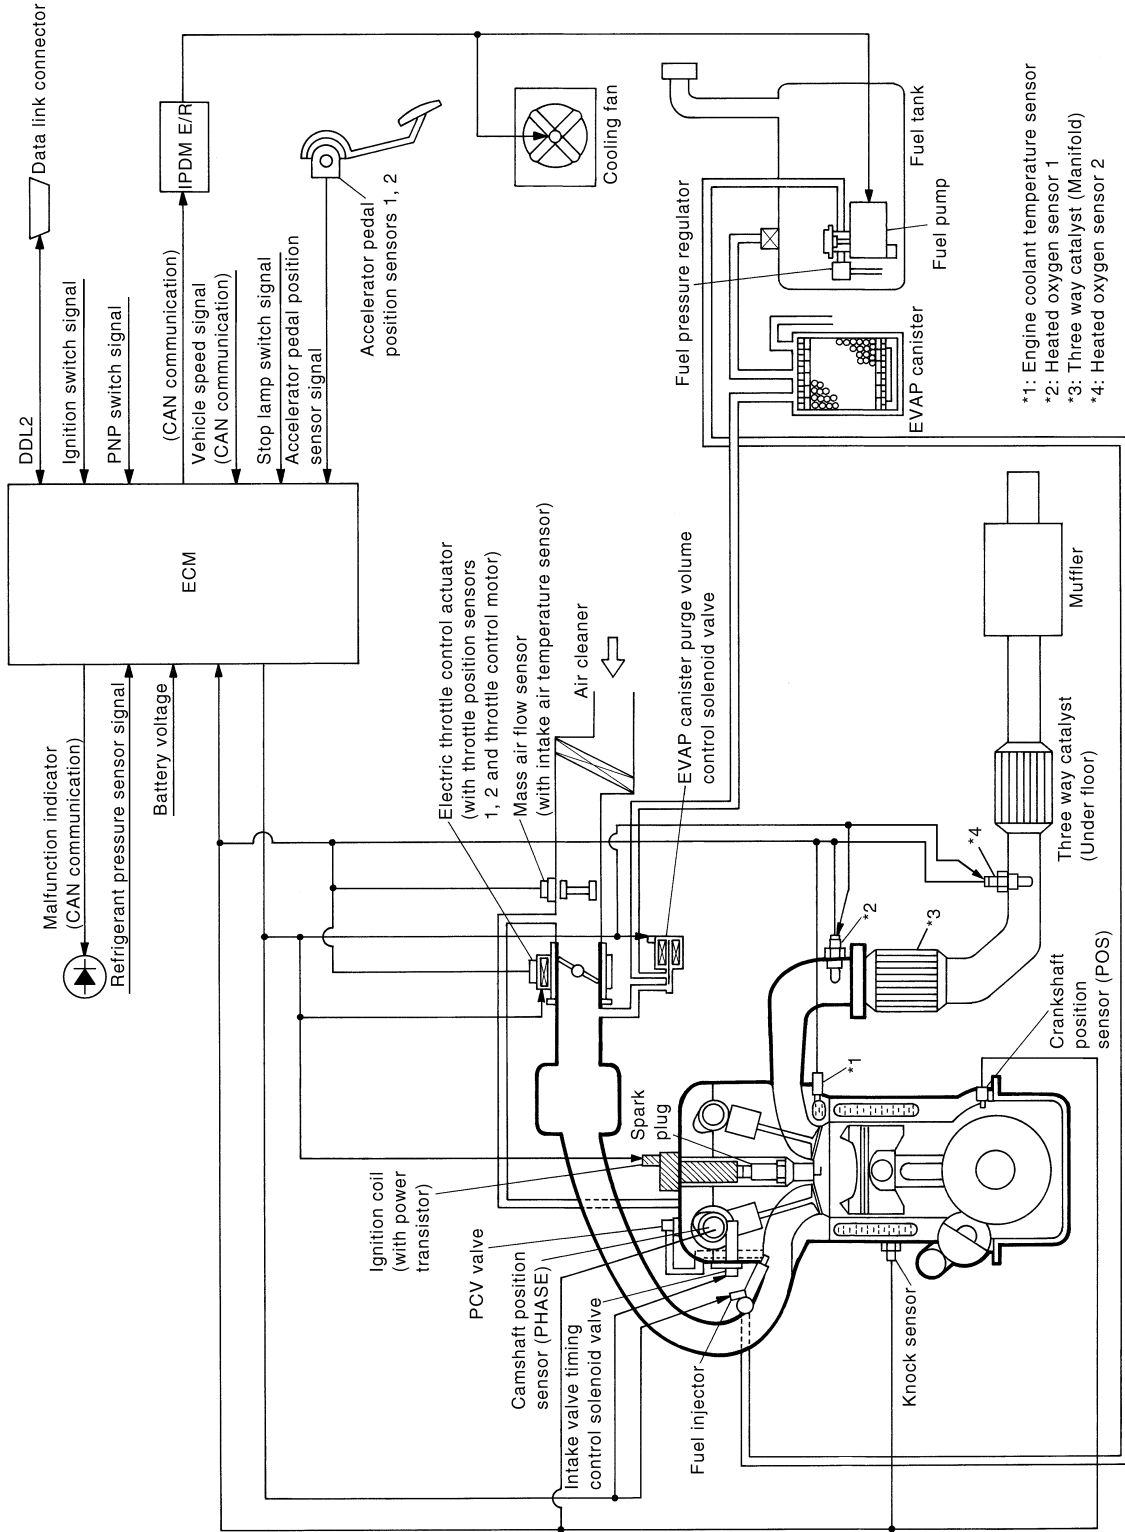 Data link connector
DDL2
Ignition switch signal
PNP switch signal
IPDM E/R
(CAN communication)
Vehicle speed signal
(CAN communication)
Stop lamp switch signal
Accelerator pedal position
sensor signal
Accelerator pedal
position sensors 1, 2
ECM
Malfunction indicator
(CAN communication)
Refrigerant pressure sensor signal
Battery voltage
Cooling fan
Fuel tank
Fuel pump
Fuel pressure regulator
EVAP canister
Electric throttle control actuator
(with throttle position sensors
1, 2 and throttle control motor)
Mass air flow sensor
(with intake air temperature sensor)
Air cleaner
EVAP canister purge volume
control solenoid valve
Muffler
Three way catalyst
(Under floor)
*4
*2
*3
*1
Crankshaft
position
sensor (POS)
Spark
plug
Ignition coil
(with power
transistor)
PCV valve
Camshaft position
sensor (PHASE)
Intake valve timing
control solenoid valve
Fuel injector
Knock sensor
*1: Engine coolant temperature sensor
*2: Heated oxygen sensor 1
*3: Three way catalyst (Manifold)
*4: Heated oxygen sensor 2